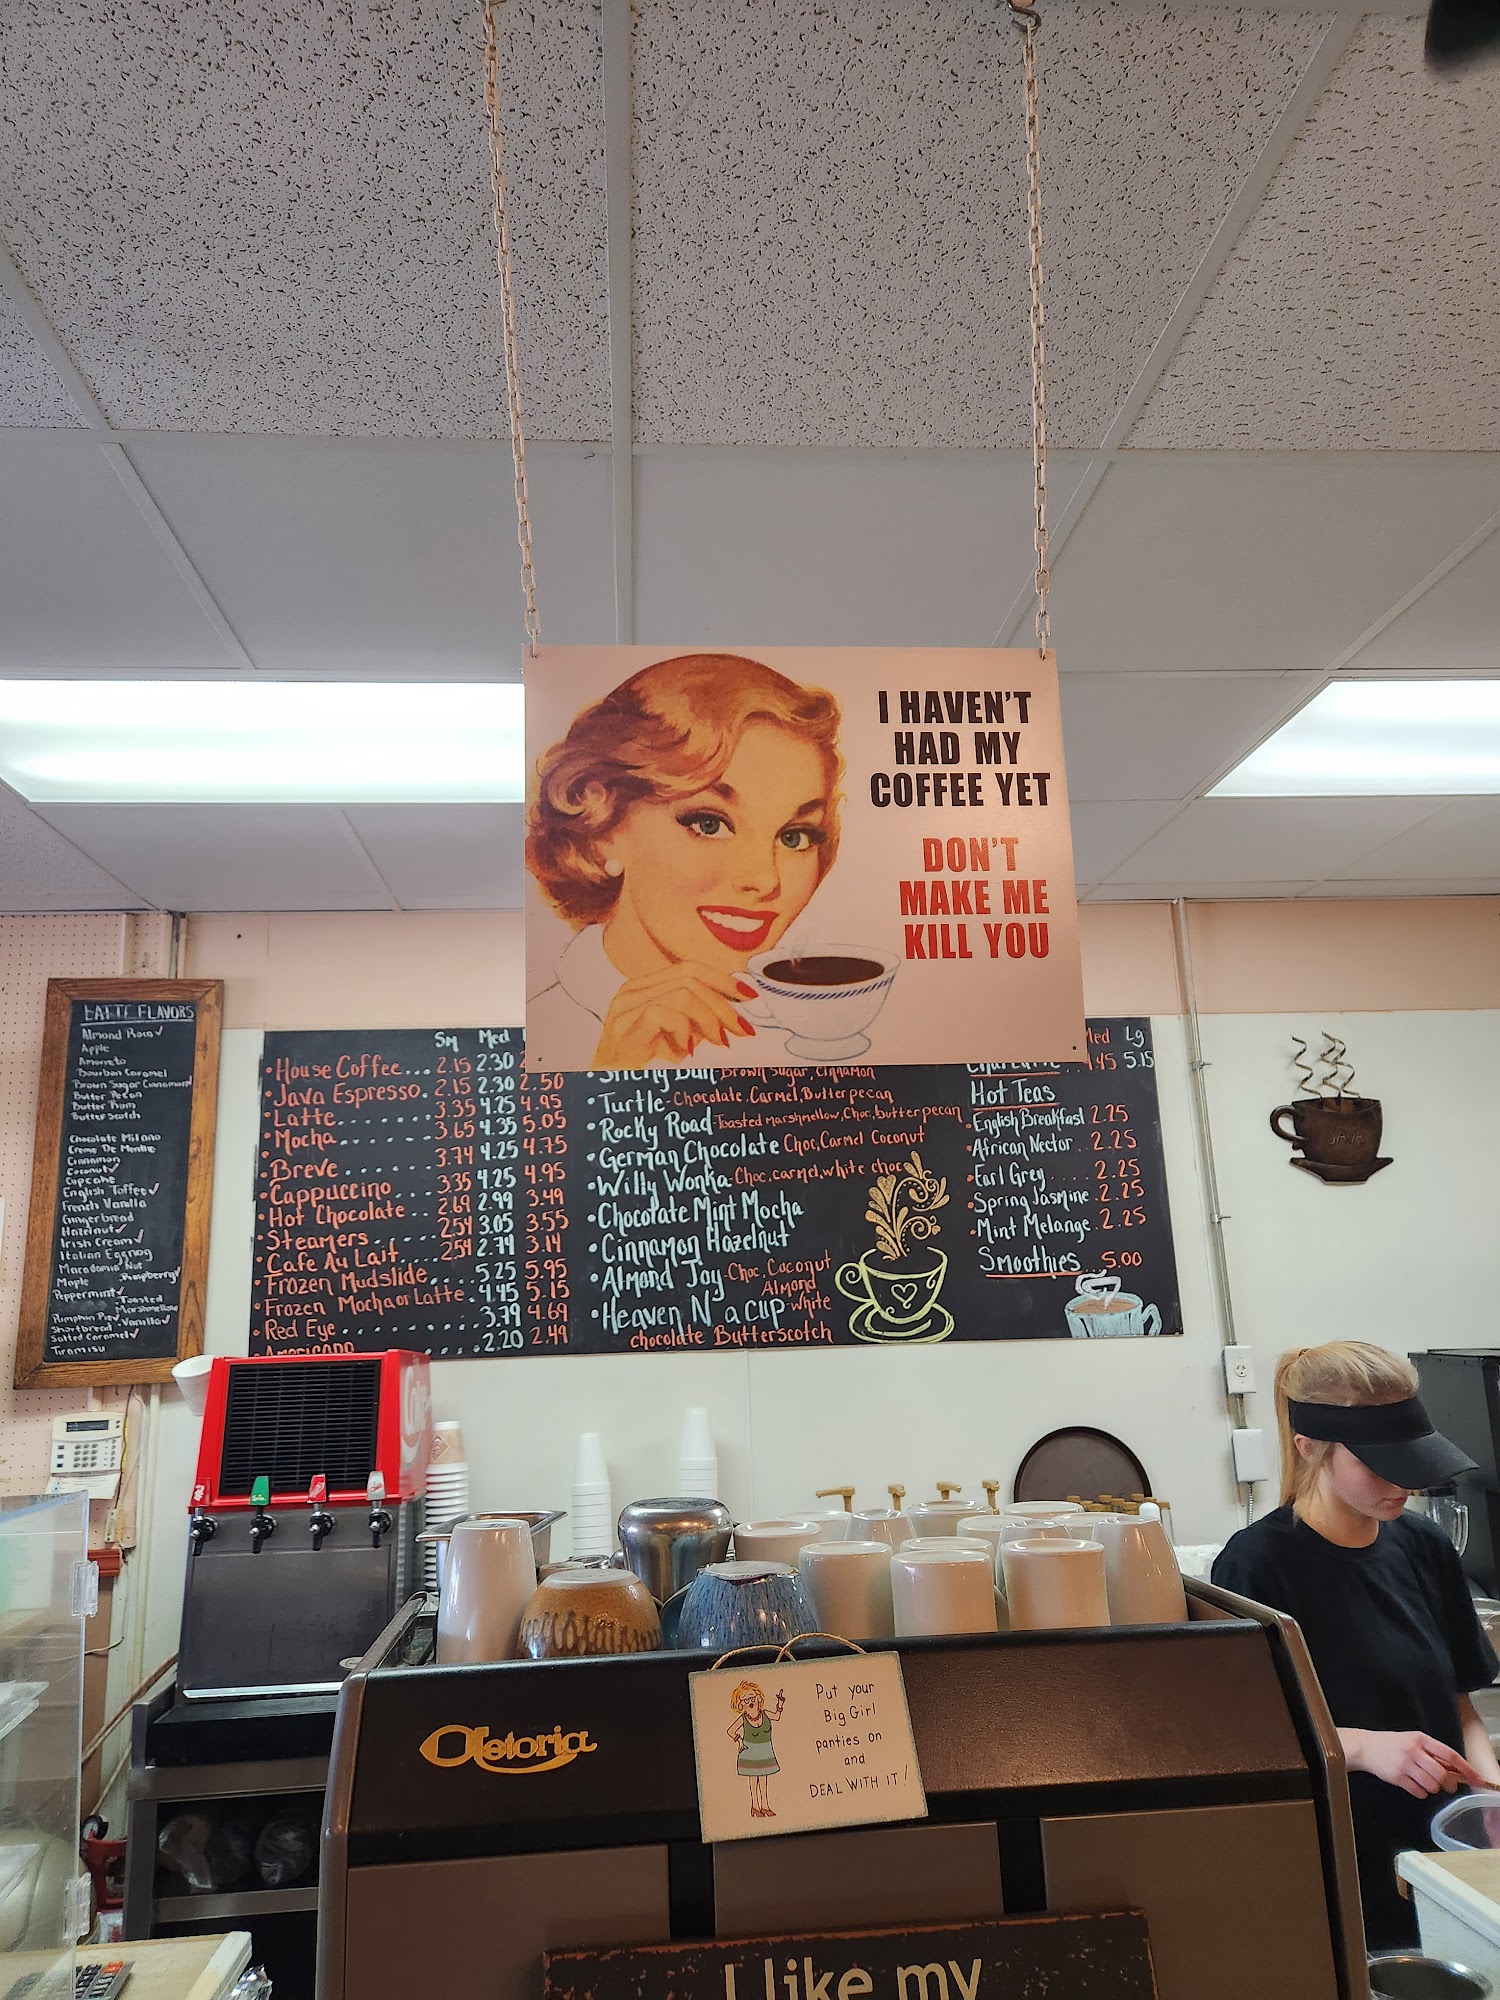 I HAVEN'T
HAD MY
COFFEE YET
DON'T
MAKE ME
KILL YOU
LATTE FLAVORS
Almond Roca
Apple
Amaretto
Bourbon Caramel
Brown Sugar Cinnamon
Butter Pecan
Butter Rum
Butter Scotch
Chocolate Milano
Creme De Menthe
Cinnamon
Coconut
Cupcake
English Toffee
French Vanilla
Gingerbread
Hazelnut
Irish Cream
Italian Eggnog
Macadamia Nut
Maple Raspberry
Peppermint Toasted
Marshmallow
Pumpkin Pie Vanilla
Shortbread
Salted Caramel
Tiramisu
Sm Med
• House Coffee... 2.15 2.30
• Java Espresso. 2.15 2.30 2.50
• Latte 3.35 4.25 4.95
• Mocha 3.65 4.35 5.05
• Breve 3.74 4.25 4.75
• Cappuccino 3.35 4.25 4.95
• Hot Chocolate 2.69 2.99 3.49
• Steamers 2.54 3.05 3.55
• Cafe Au Lait 2.54 2.74 3.14
• Frozen Mudslide 5.25 5.95
• Frozen Mocha or Latte. 4.45 5.15
• Red Eye 3.79 4.69
• Americano 2.20 2.49
• Sticky Bun-Brown Sugar, Cinnamon
• Turtle-Chocolate, Carmel, Butter pecan
• Rocky Road-Toasted Marshmellow, Choc, butter pecan
• German Chocolate Choc, Carmel Coconut
• Willy Wonka-Choc, carmel, white choc
• Chocolate Mint Mocha
• Cinnamon Hazelnut
• Almond Joy-Choc, Coconut
Almond
• Heaven N' a cup-white
chocolate Butterscotch
Med Lg
4.45 5.15
Hot Teas
• English Breakfast 2.25
• African Nectar.. 2.25
• Earl Grey.... 2.25
• Spring Jasmine. 2.25
• Mint Melange. 2.25
Smoothies 5.00
JAVA
Astoria
Put your
Big Girl
panties on
and
DEAL WITH IT!
I like my